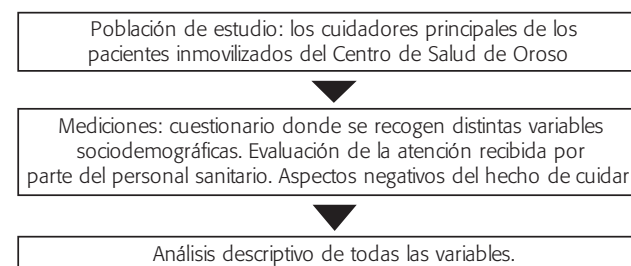 Población de estudio: los cuidadores principales de los
pacientes inmovilizados del Centro de Salud de Oroso
Mediciones: cuestionario donde se recogen distintas variables
sociodemográficas. Evaluación de la atención recibida por
parte del personal sanitario. Aspectos negativos del hecho de cuidar
Análisis descriptivo de todas las variables.